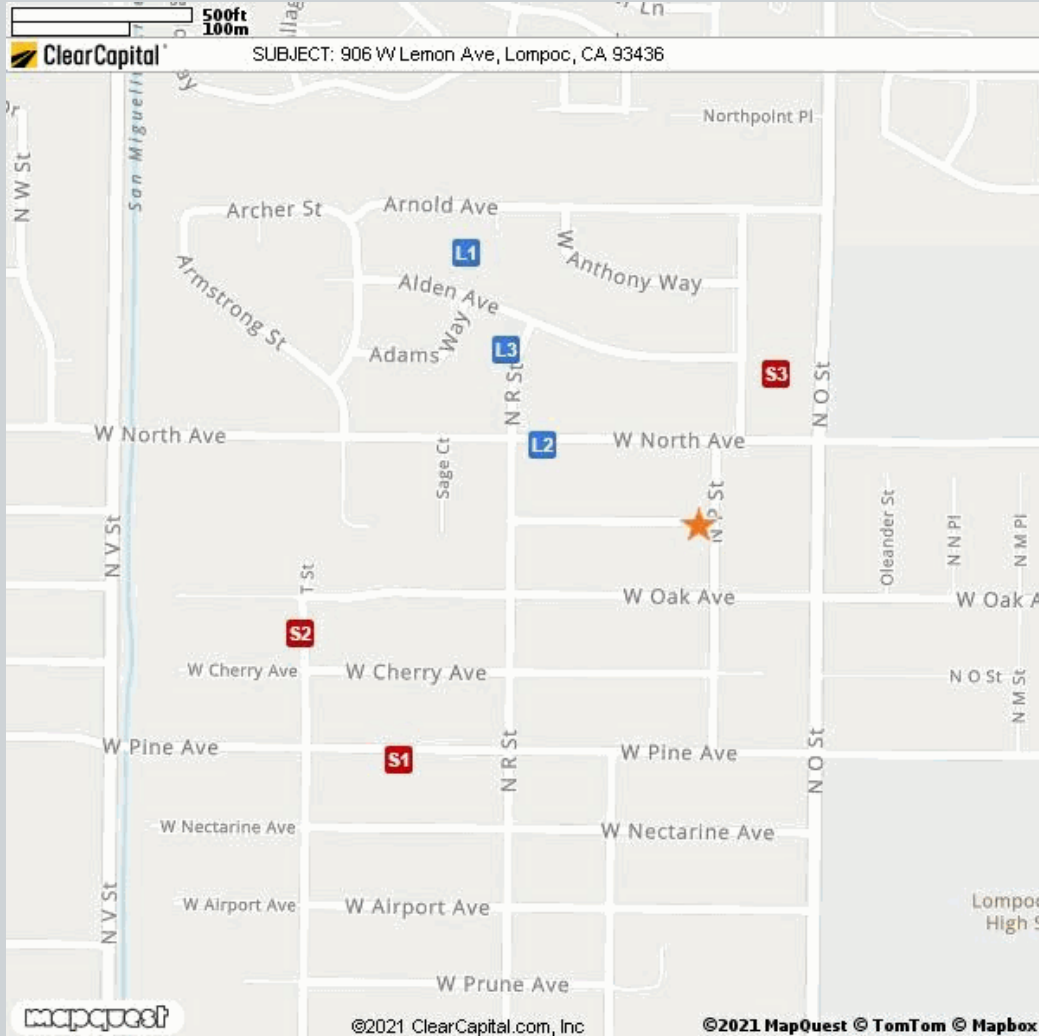 500ft
100m
Ln
ClearCapital
SUBJECT: 906 W Lemon Ave, Lompoc, CA 93436
San Miguel
Northpoint Pl
N W St
Archer St
Arnold Ave
L1
W Anthony Way
Armstrong St
Alden Ave
Adams Way
L3
S3
N R St
N O St
W North Ave
L2
W North Ave
Sage Ct
N P St
Oleander St
N N Pl
N M Pl
N V St
T St
W Oak Ave
W Oak A
S2
W Cherry Ave
W Cherry Ave
N O St
N M St
W Pine Ave
S1
N R St
W Pine Ave
N O St
W Nectarine Ave
W Nectarine Ave
N V St
W Airport Ave
W Airport Ave
Lompoc
High S
W Prune Ave
mapquest
©2021 ClearCapital.com, Inc
©2021 MapQuest © TomTom © Mapbox